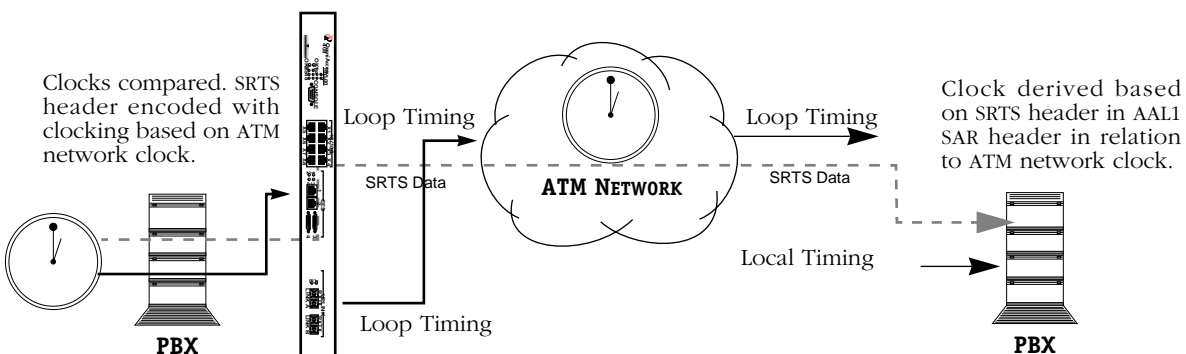 Clocks compared. SRTS
header encoded with
clocking based on ATM
network clock.
Loop Timing
SRTS Data
Loop Timing
PBX
ATM NETWORK
Loop Timing
SRTS Data
Local Timing
Clock derived based
on SRTS header in AAL1
SAR header in relation
to ATM network clock.
PBX